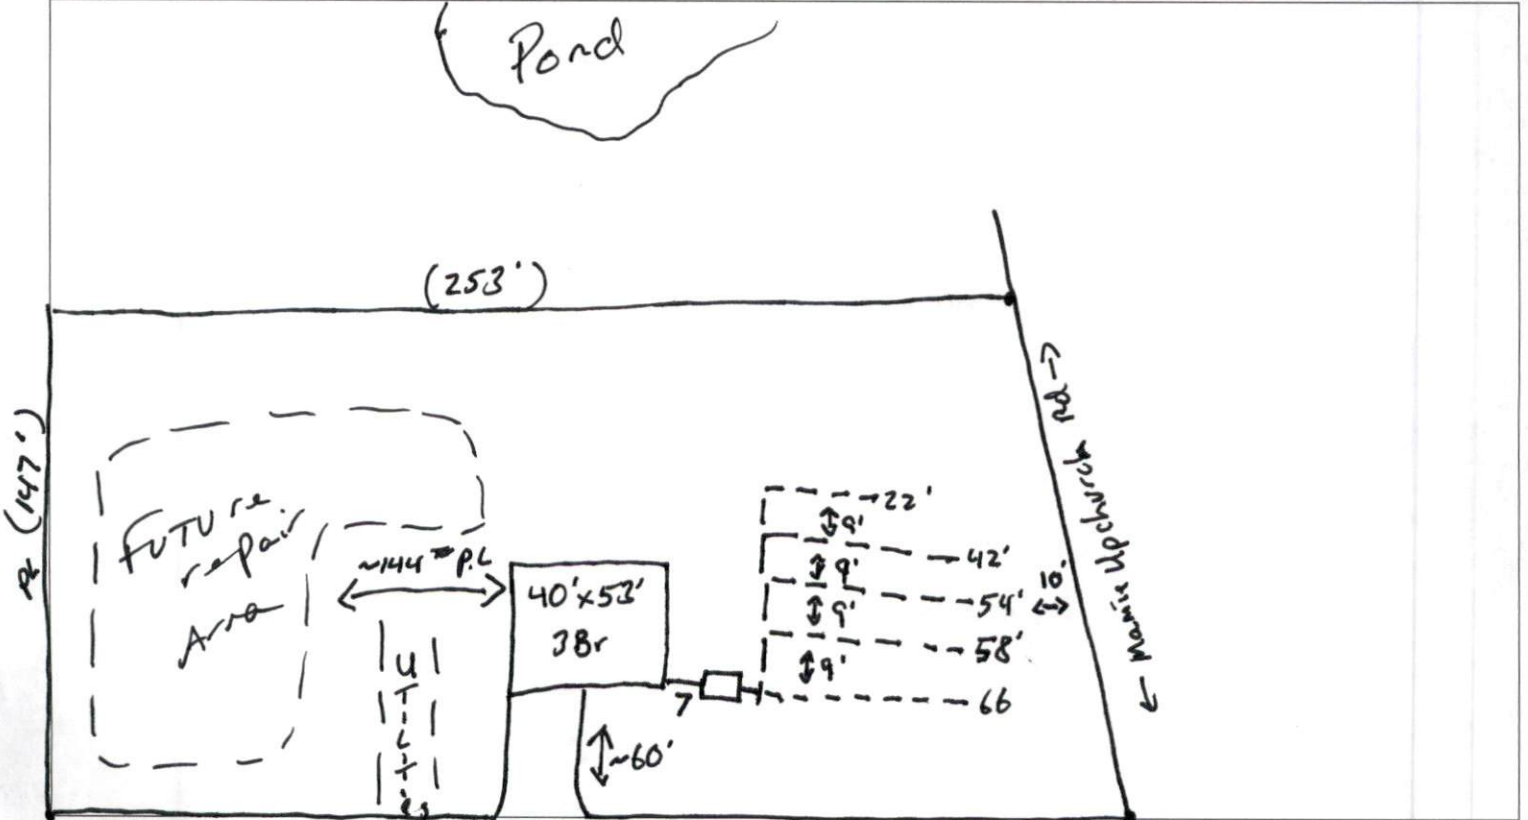 Pond
(253')
(147')
FUTUre
repair
Area
~144 P.L
40'x53'
3Br
UTiLiTies
7
~60'
22'
9'
42'
9'
54'
10'
9'
58'
9'
66
← Mamie Upchurch Rd →